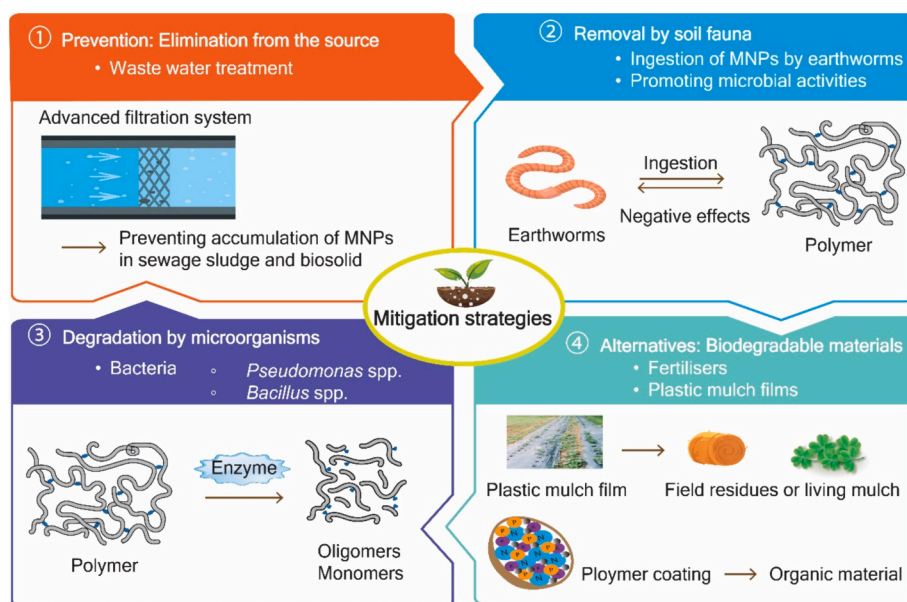 ① Prevention: Elimination from the source
• Waste water treatment
Advanced filtration system
Preventing accumulation of MNPs
in sewage sludge and biosolid
② Removal by soil fauna
• Ingestion of MNPs by earthworms
• Promoting microbial activities
Ingestion
Negative effects
Earthworms
Polymer
Mitigation strategies
③ Degradation by microorganisms
• Bacteria ○ Pseudomonas spp.
○ Bacillus spp.
Enzyme
Polymer
Oligomers
Monomers
④ Alternatives: Biodegradable materials
• Fertilisers
• Plastic mulch films
Plastic mulch film
Field residues or living mulch
Ploymer coating
Organic material